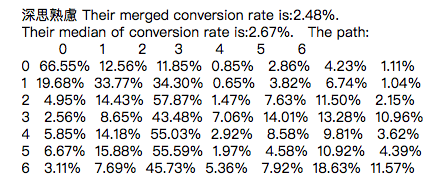 深思熟慮 Their merged conversion rate is:2.48%.
Their median of conversion rate is:2.67%. The path:
0 1 2 3 4 5 6
0 66.55% 12.56% 11.85% 0.85% 2.86% 4.23% 1.11%
1 19.68% 33.77% 34.30% 0.65% 3.82% 6.74% 1.04%
2 4.95% 14.43% 57.87% 1.47% 7.63% 11.50% 2.15%
3 2.56% 8.65% 43.48% 7.06% 14.01% 13.28% 10.96%
4 5.85% 14.18% 55.03% 2.92% 8.58% 9.81% 3.62%
5 6.67% 15.88% 55.59% 1.97% 4.58% 10.92% 4.39%
6 3.11% 7.69% 45.73% 5.36% 7.92% 18.63% 11.57%